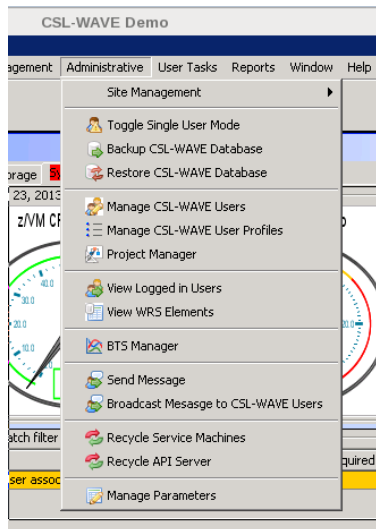 CSL-WAVE Demo
agement Administrative User Tasks Reports Window Help
Site Management
Toggle Single User Mode
Backup CSL-WAVE Database
Restore CSL-WAVE Database
orage
23, 2013
Manage CSL-WAVE Users
z/VM
Manage CSL-WAVE User Profiles
Project Manager
40.0
View Logged in Users
30.0
View WRS Elements
20.0
20.0
BTS Manager
10.0
Send Message
Broadcast Mesasge to CSL-WAVE Users
atch filter
Recycle Service Machines
Recycle API Server
quired
ser assoc
Manage Parameters